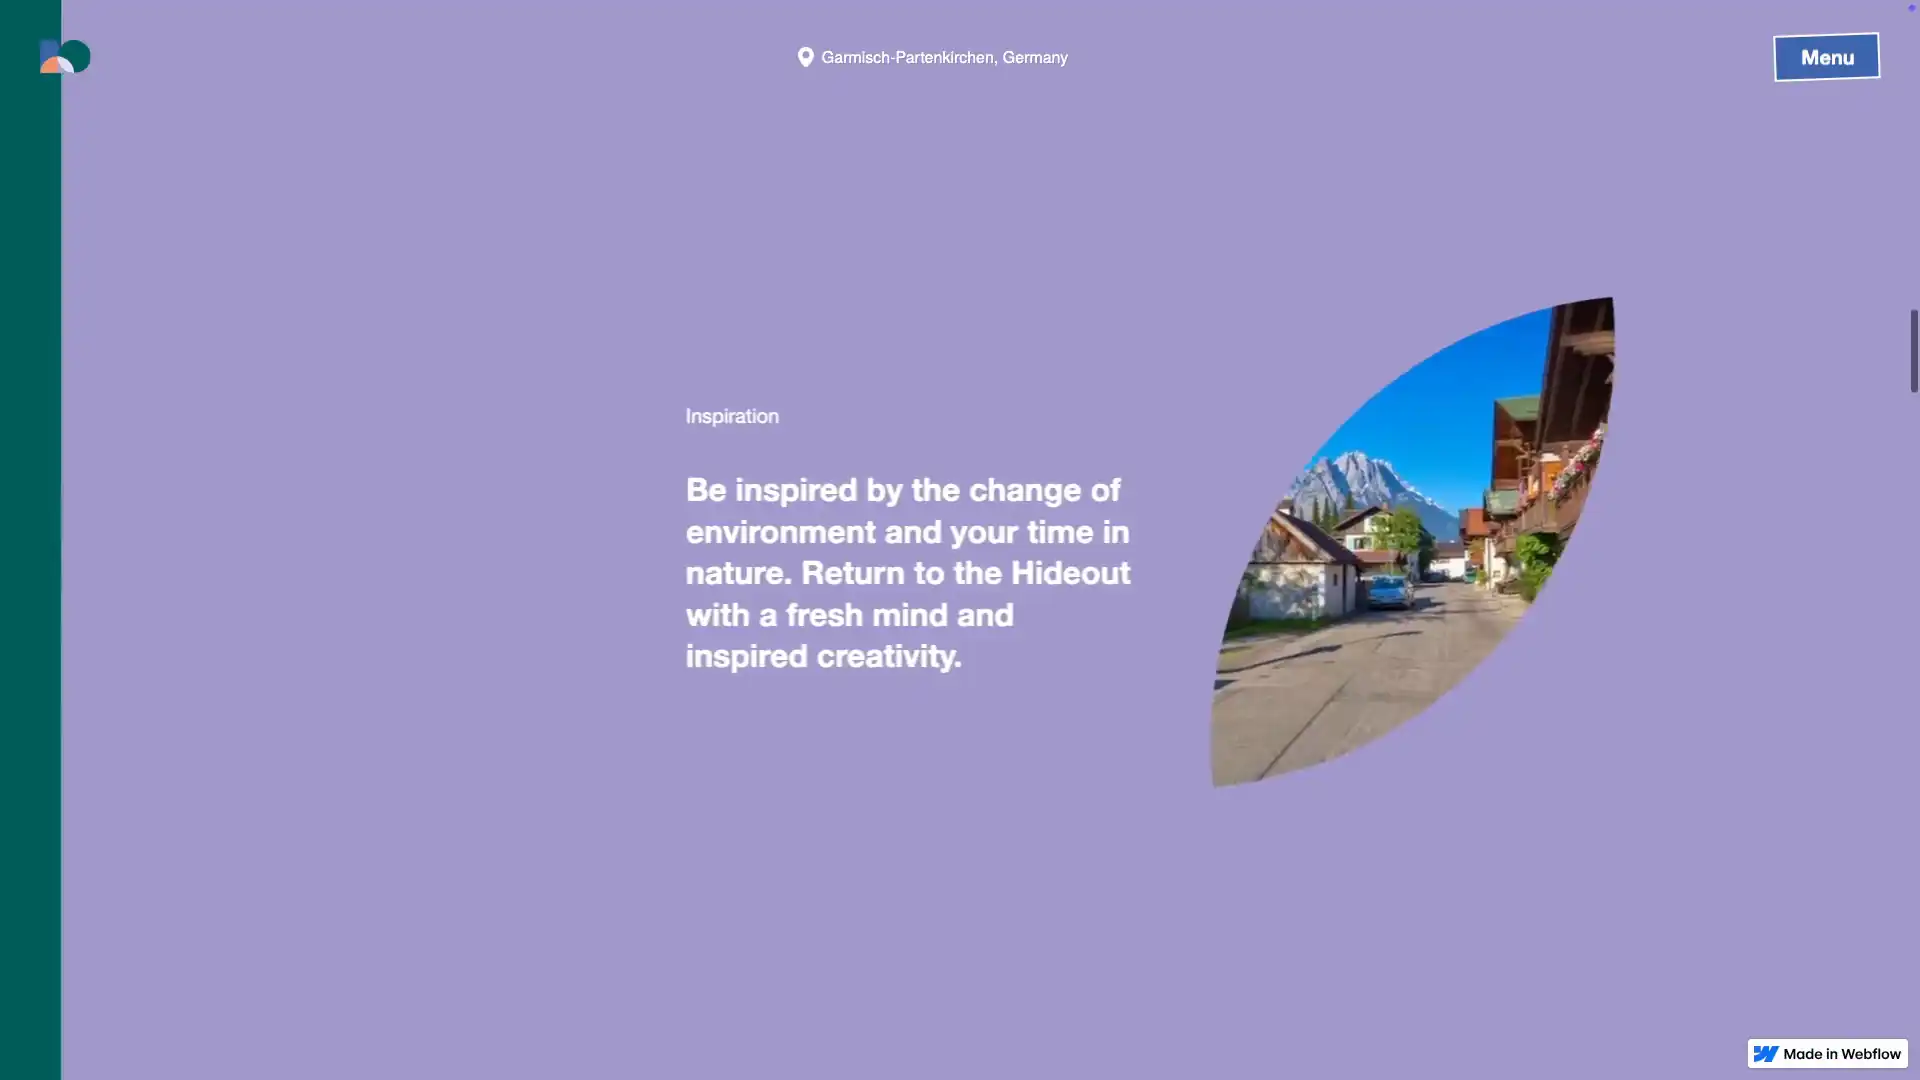 Garmisch-Partenkirchen, Germany
Menu
Inspiration
Be inspired by the change of
environment and your time in
nature. Return to the Hideout
with a fresh mind and
inspired creativity.
Made in Webflow